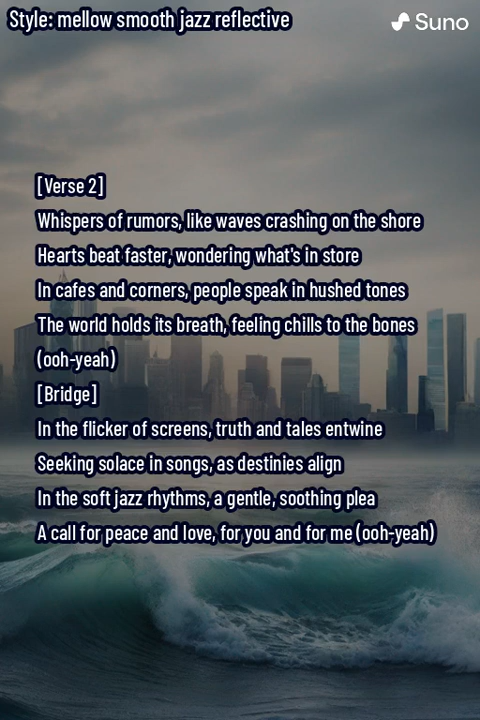 Style: mellow smooth jazz reflective
Suno
[Verse 2]
Whispers of rumors, like waves crashing on the shore
Hearts beat faster, wondering what's in store
In cafes and corners, people speak in hushed tones
The world holds its breath, feeling chills to the bones
(ooh-yeah)
[Bridge]
In the flicker of screens, truth and tales entwine
Seeking solace in songs, as destinies align
In the soft jazz rhythms, a gentle, soothing plea
A call for peace and love, for you and for me (ooh-yeah)